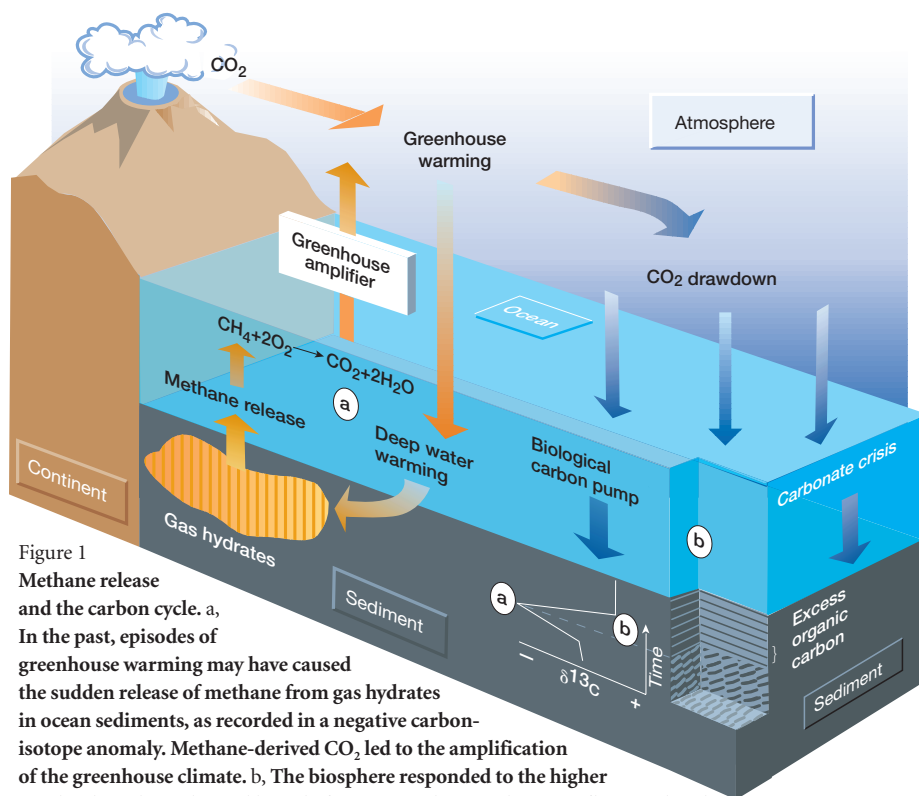 CO₂
Atmosphere
Greenhouse
warming
Greenhouse
amplifier
CO₂ drawdown
Ocean
CH₄+2O₂ → CO₂+2H₂O
Methane release
a
Deep water
warming
Biological
carbon pump
Carbonate crisis
Continent
Gas hydrates
b
Sediment
a
b
Time
– 
δ13C
+
Excess
organic
carbon
Sediment
Figure 1
Methane release
and the carbon cycle. a,
In the past, episodes of
greenhouse warming may have caused
the sudden release of methane from gas hydrates
in ocean sediments, as recorded in a negative carbon-
isotope anomaly. Methane-derived CO₂ led to the amplification
of the greenhouse climate. b, The biosphere responded to the higher